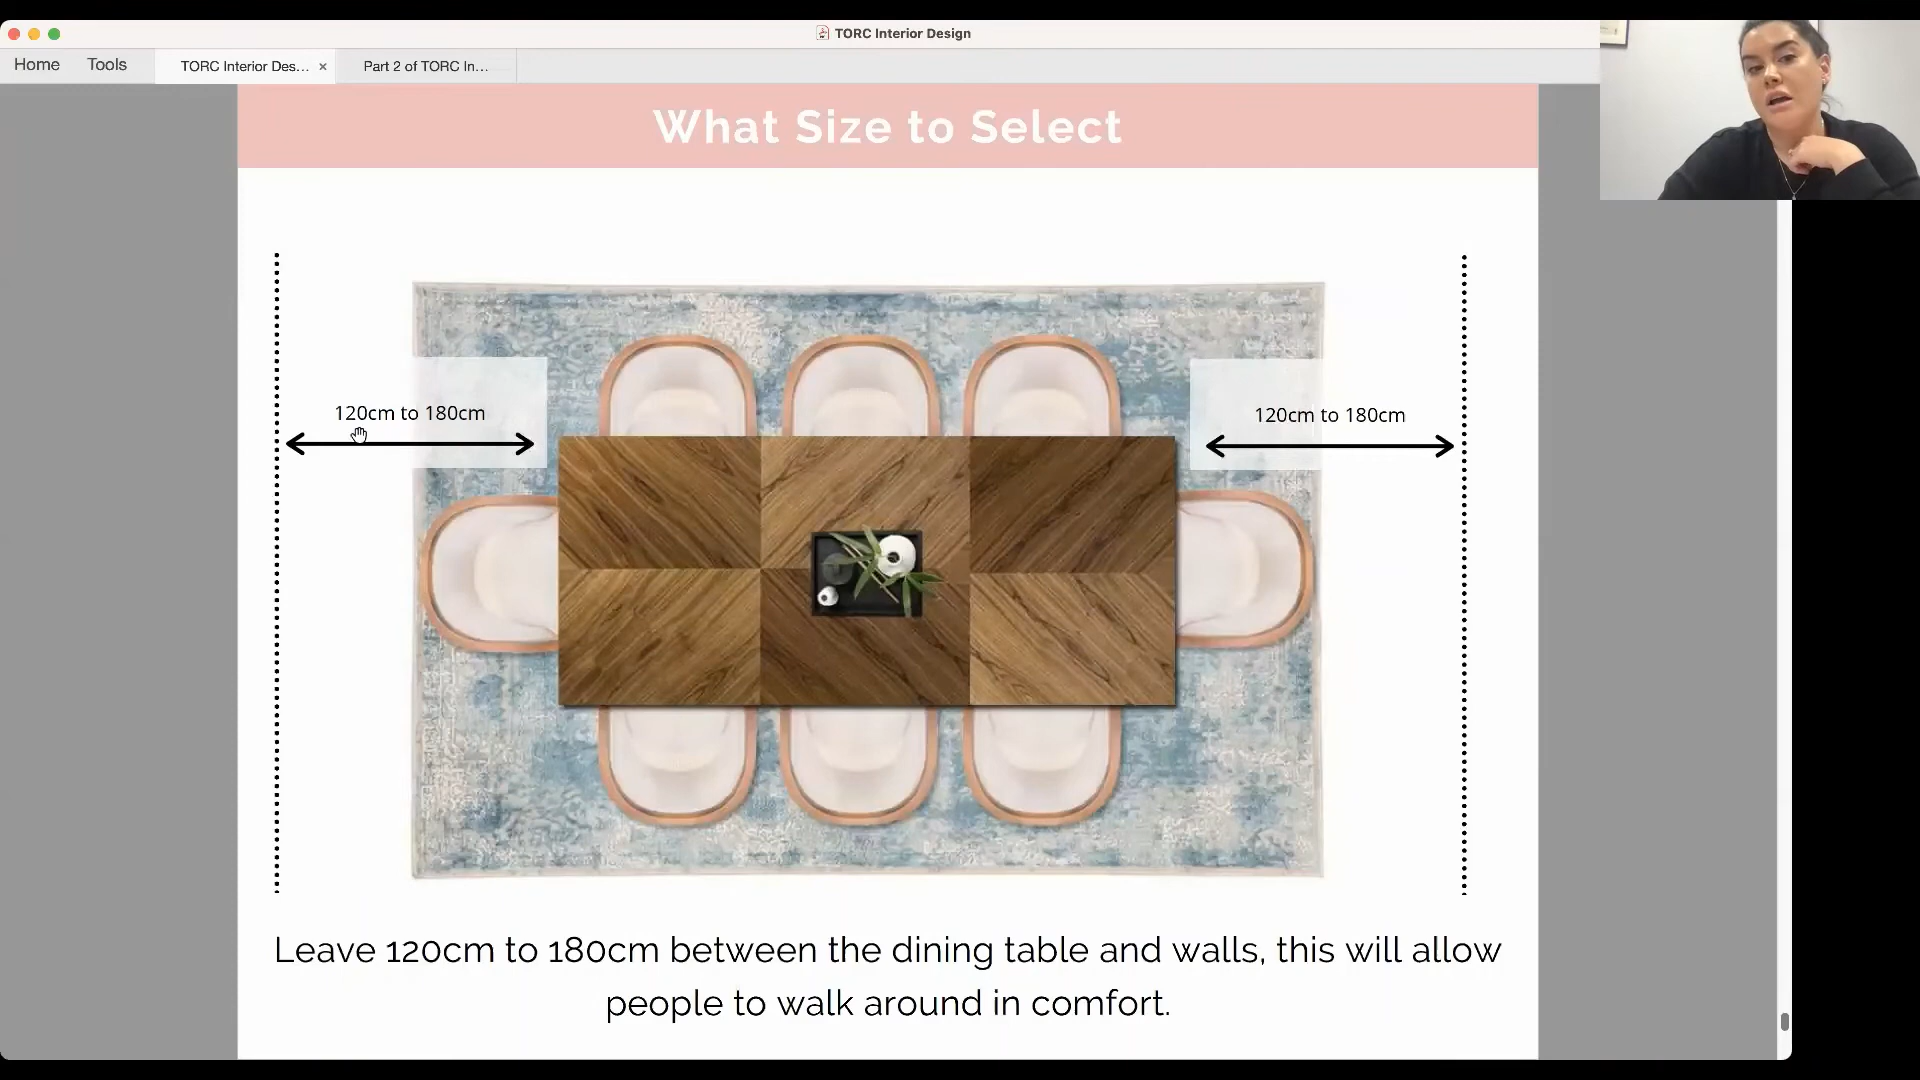 TORC Interior Design
Home
Tools
TORC Interior Des...
×
Part 2 of TORC In...
What Size to Select
120cm to 180cm
120cm to 180cm
Leave 120cm to 180cm between the dining table and walls, this will allow
people to walk around in comfort.